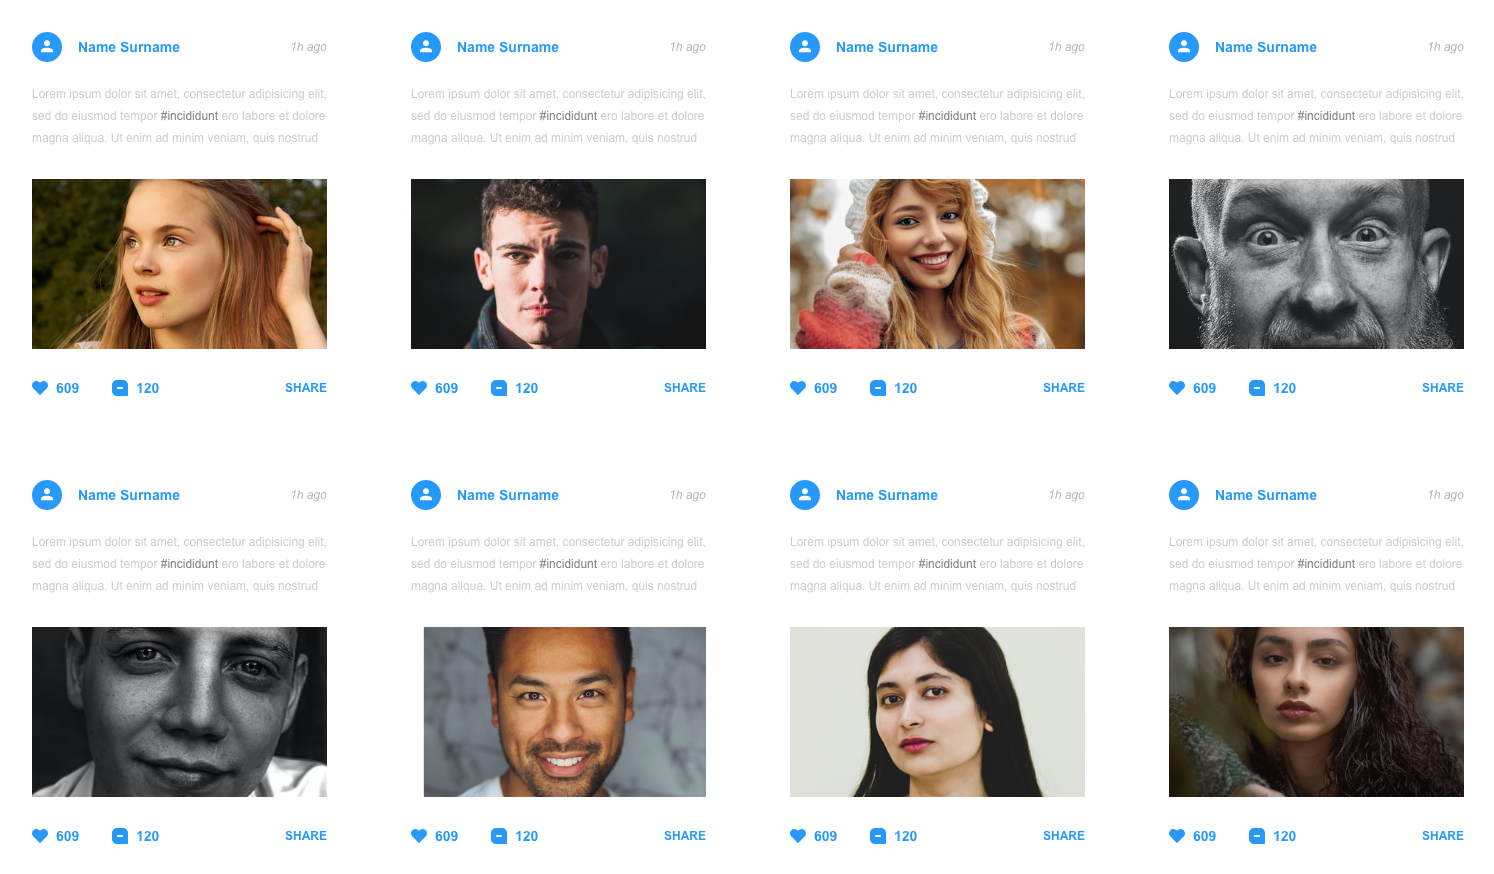 Name Surname 1h ago
Lorem ipsum dolor sit amet, consectetur adipisicing elit,
sed do eiusmod tempor #incididunt ero labore et dolore
magna aliqua. Ut enim ad minim veniam, quis nostrud
609 120 SHARE
Name Surname 1h ago
Lorem ipsum dolor sit amet, consectetur adipisicing elit,
sed do eiusmod tempor #incididunt ero labore et dolore
magna aliqua. Ut enim ad minim veniam, quis nostrud
609 120 SHARE
Name Surname 1h ago
Lorem ipsum dolor sit amet, consectetur adipisicing elit,
sed do eiusmod tempor #incididunt ero labore et dolore
magna aliqua. Ut enim ad minim veniam, quis nostrud
609 120 SHARE
Name Surname 1h ago
Lorem ipsum dolor sit amet, consectetur adipisicing elit,
sed do eiusmod tempor #incididunt ero labore et dolore
magna aliqua. Ut enim ad minim veniam, quis nostrud
609 120 SHARE
Name Surname 1h ago
Lorem ipsum dolor sit amet, consectetur adipisicing elit,
sed do eiusmod tempor #incididunt ero labore et dolore
magna aliqua. Ut enim ad minim veniam, quis nostrud
609 120 SHARE
Name Surname 1h ago
Lorem ipsum dolor sit amet, consectetur adipisicing elit,
sed do eiusmod tempor #incididunt ero labore et dolore
magna aliqua. Ut enim ad minim veniam, quis nostrud
609 120 SHARE
Name Surname 1h ago
Lorem ipsum dolor sit amet, consectetur adipisicing elit,
sed do eiusmod tempor #incididunt ero labore et dolore
magna aliqua. Ut enim ad minim veniam, quis nostrud
609 120 SHARE
Name Surname 1h ago
Lorem ipsum dolor sit amet, consectetur adipisicing elit,
sed do eiusmod tempor #incididunt ero labore et dolore
magna aliqua. Ut enim ad minim veniam, quis nostrud
609 120 SHARE